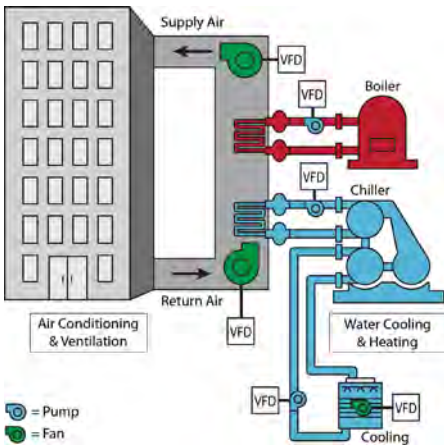 Supply Air
VFD
VFD
Boiler
VFD
Chiller
Return Air
VFD
Air Conditioning
& Ventilation
Water Cooling
& Heating
VFD
VFD
= Pump
= Fan
Cooling